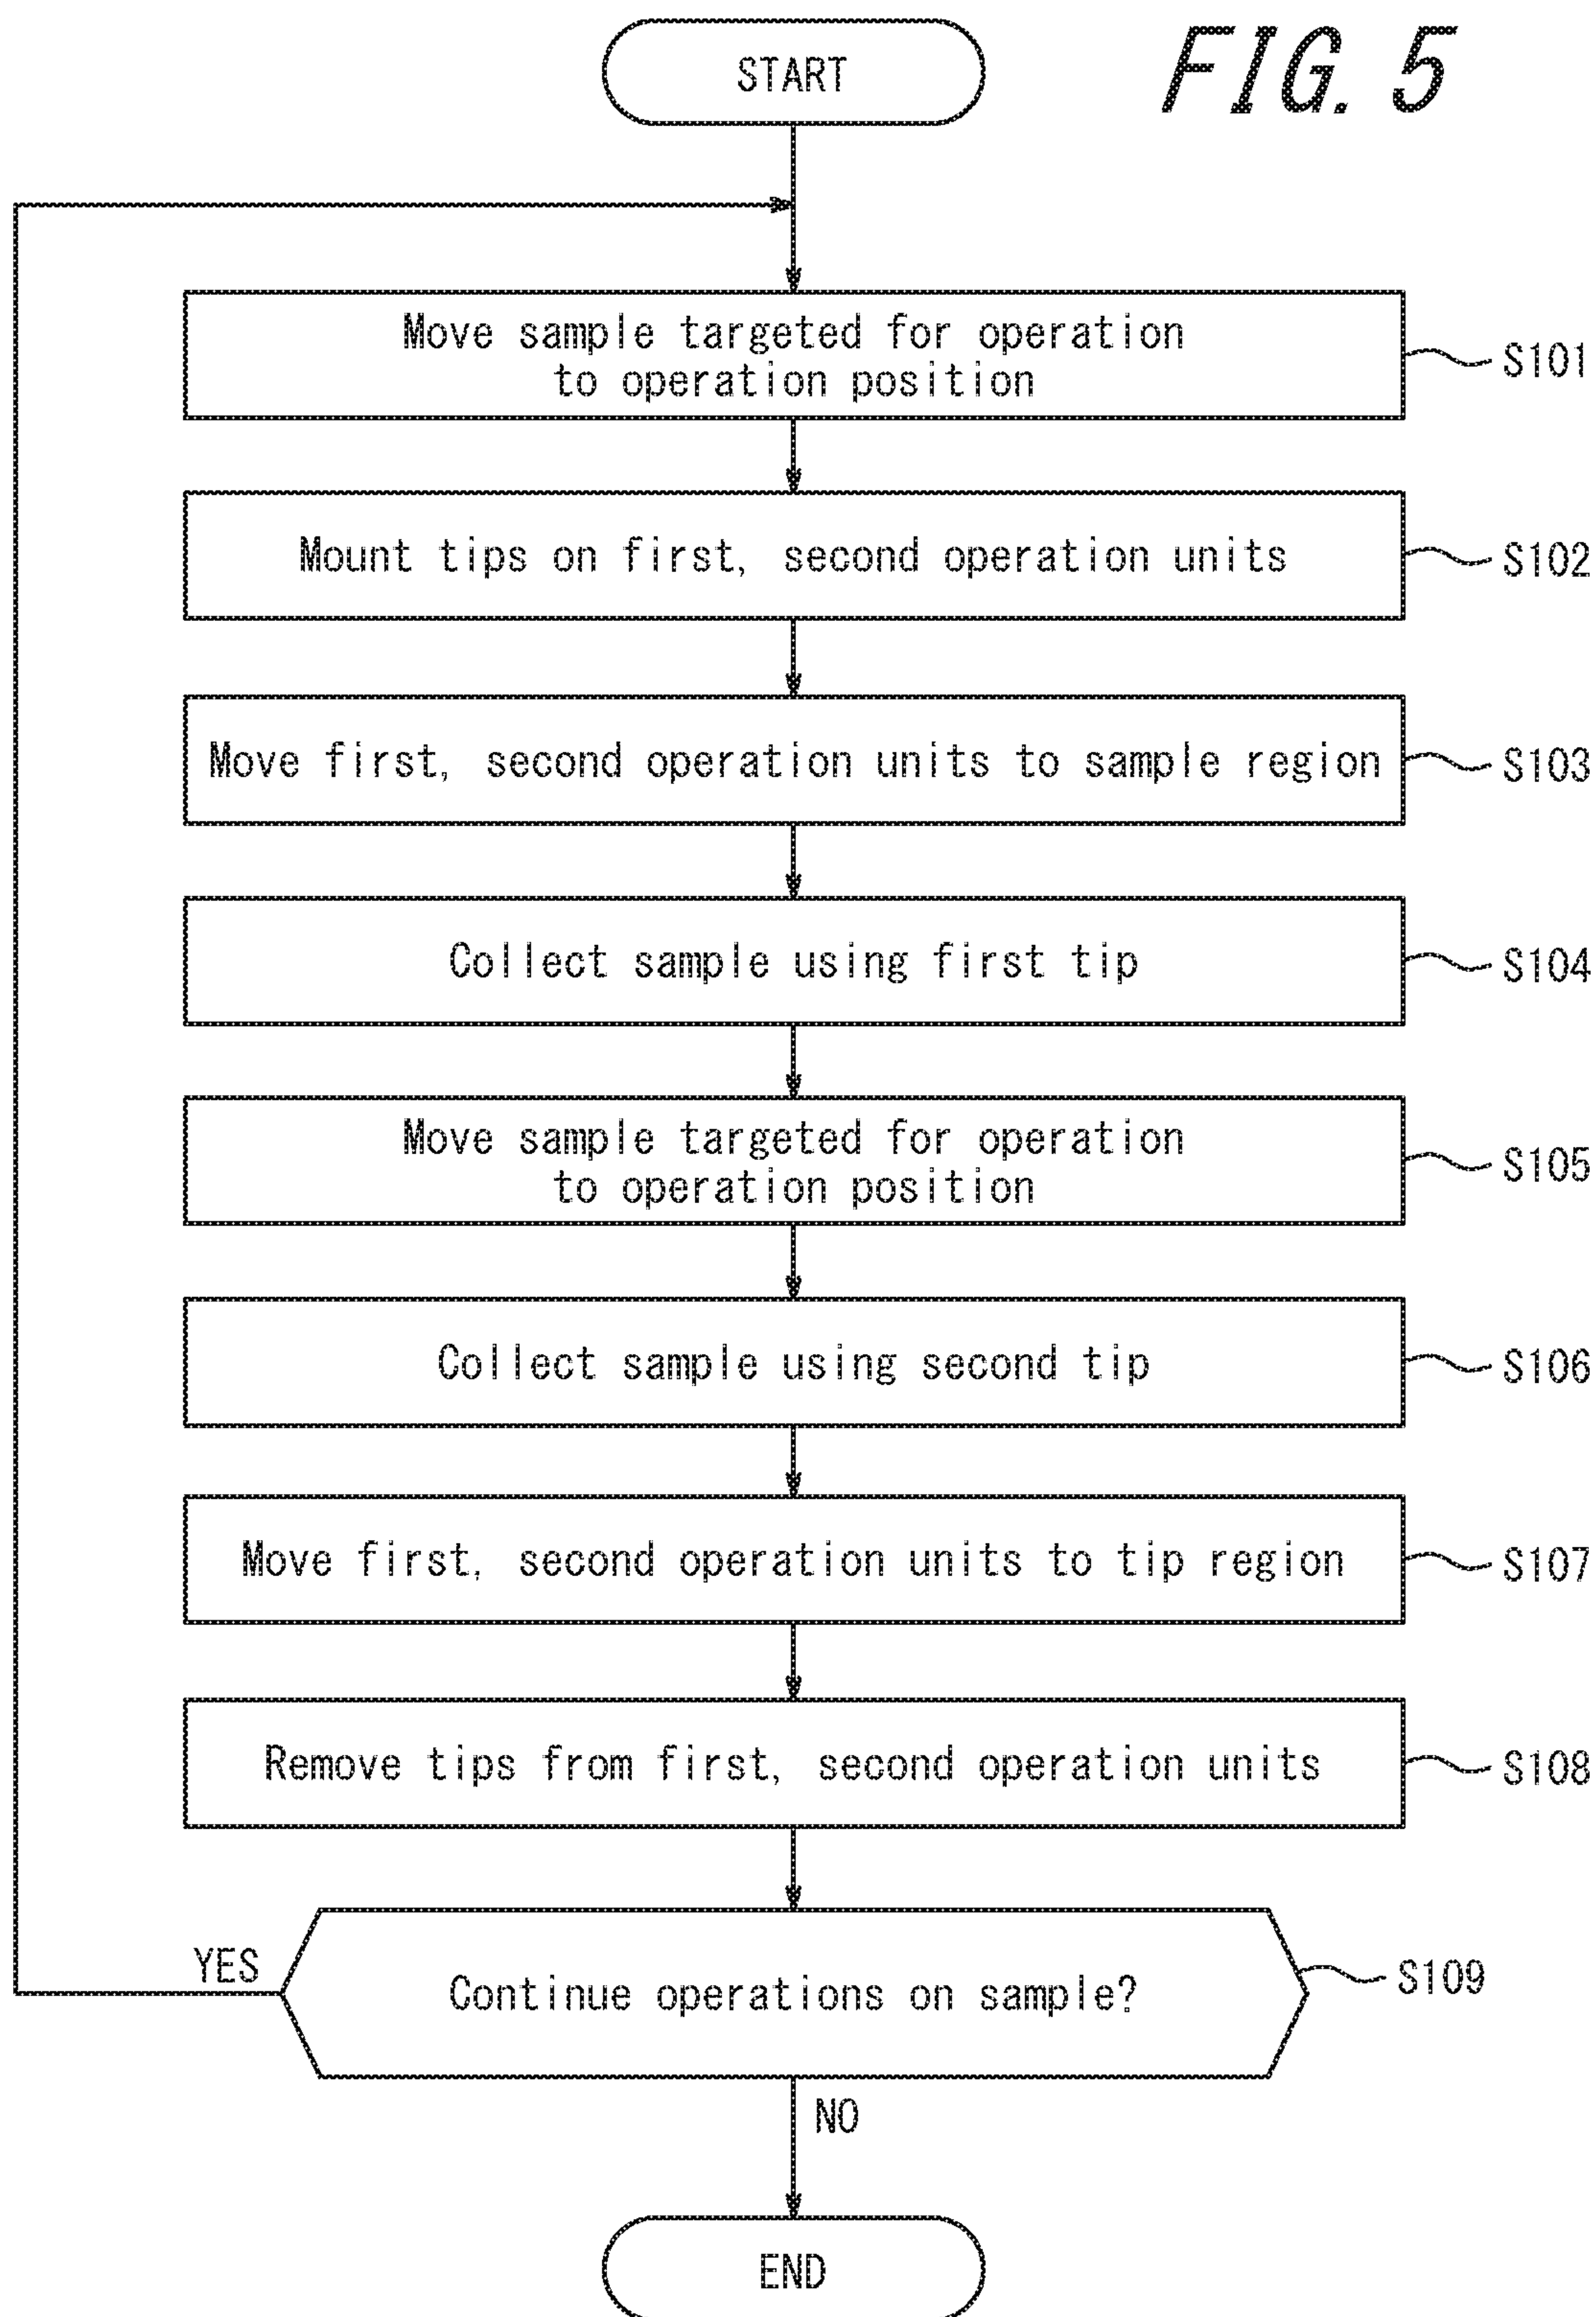 FIG. 5
START
Move sample targeted for operation
to operation position
S101
Mount tips on first, second operation units
S102
Move first, second operation units to sample region
S103
Collect sample using first tip
S104
Move sample targeted for operation
to operation position
S105
Collect sample using second tip
S106
Move first, second operation units to tip region
S107
Remove tips from first, second operation units
S108
YES
Continue operations on sample?
S109
NO
END